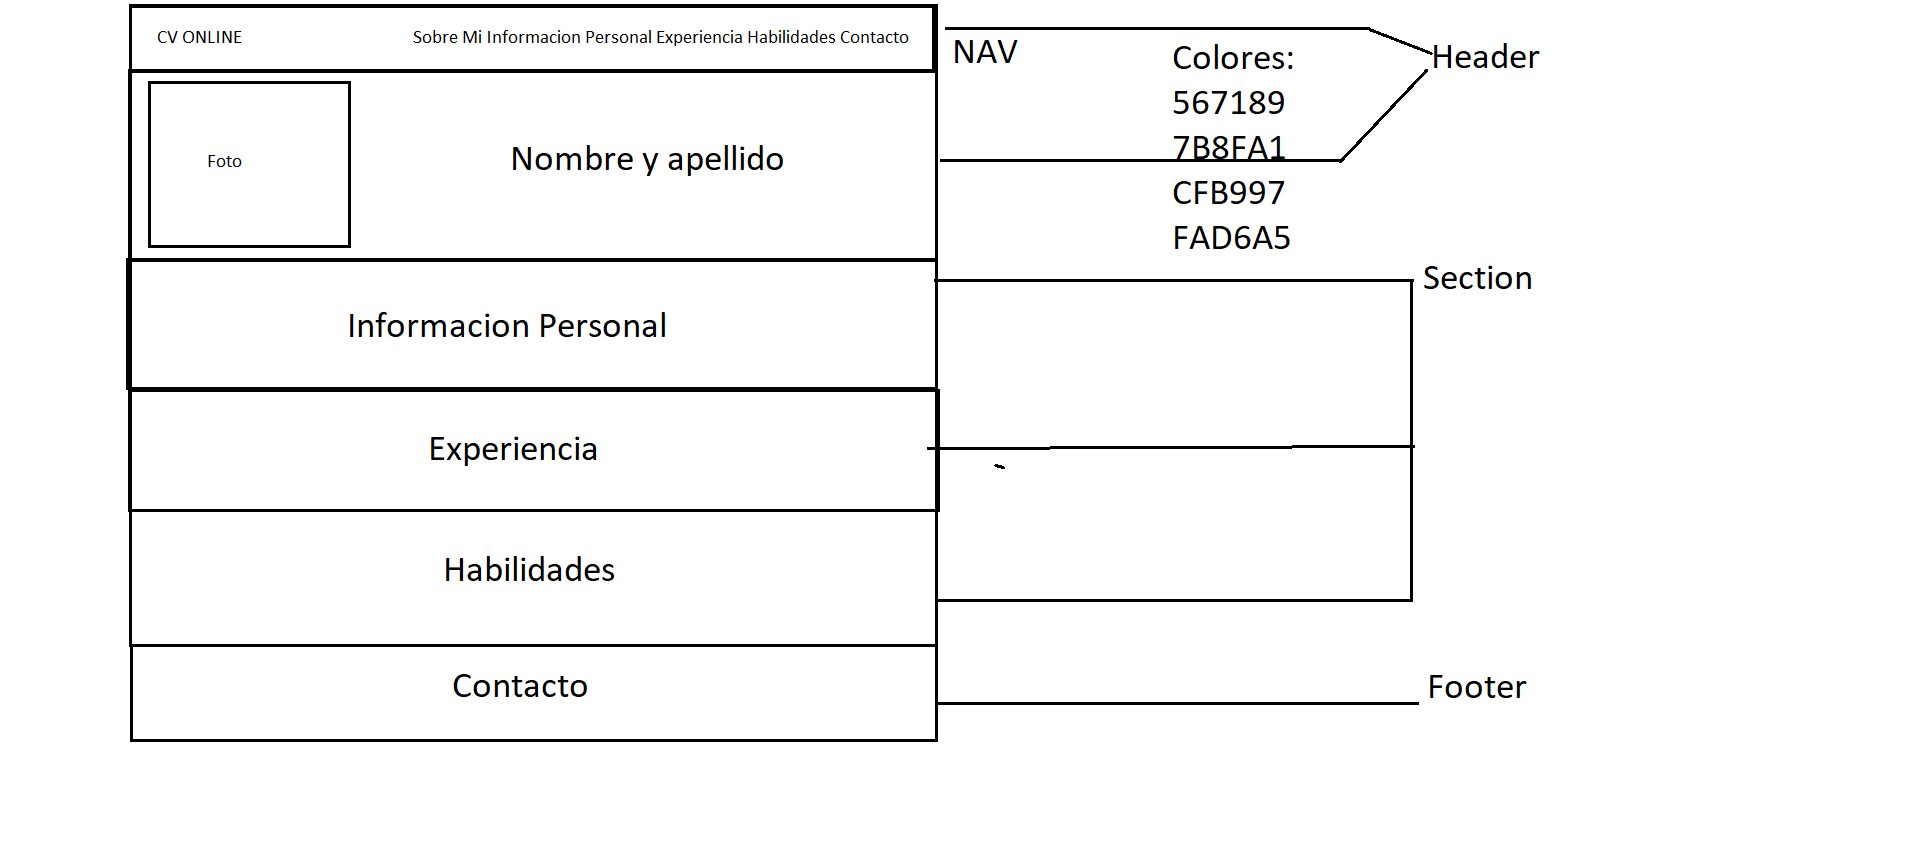 CV ONLINE
Sobre Mi Informacion Personal Experiencia Habilidades Contacto
NAV
Colores:
567189
7B8FA1
CFB997
FAD6A5
Header
Foto
Nombre y apellido
Section
Informacion Personal
Experiencia
Habilidades
Contacto
Footer